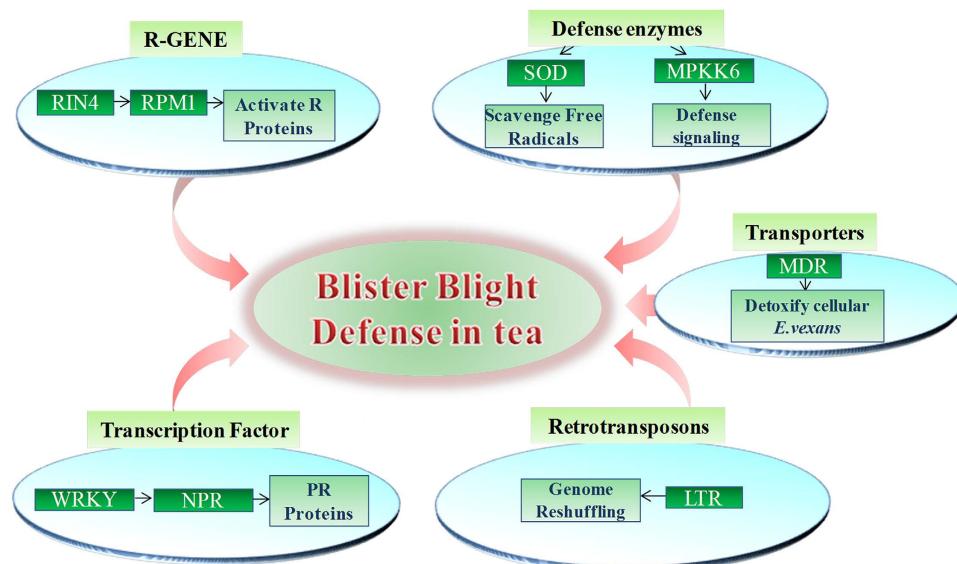 R-GENE
RIN4
RPM1
Activate R
Proteins
Defense enzymes
SOD
MPKK6
Scavenge Free
Radicals
Defense
signaling
Transporters
MDR
Detoxify cellular
E.vexans
Blister Blight
Defense in tea
Transcription Factor
WRKY
NPR
PR
Proteins
Retrotransposons
Genome
Reshuffling
LTR